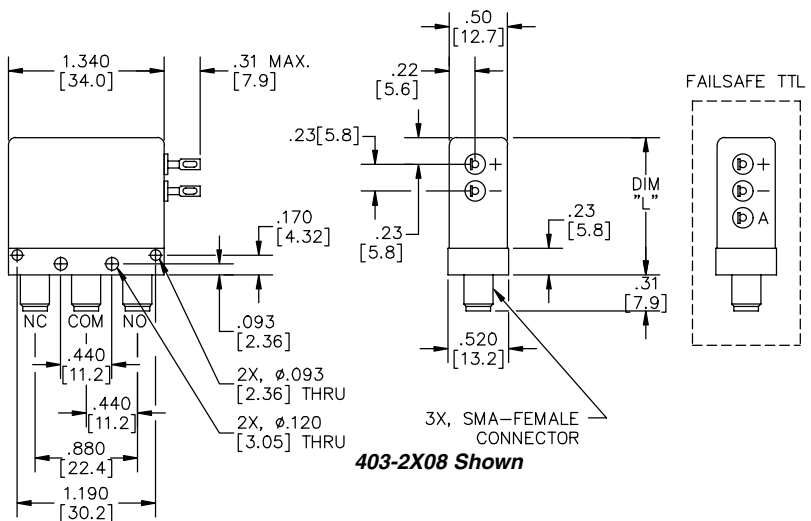 1.340
[34.0]
.31 MAX.
[7.9]
.50
[12.7]
.22
[5.6]
FAILSAFE TTL
.23[5.8]
+
−
+
−
A
DIM
"L"
.170
[4.32]
.23
[5.8]
.23
[5.8]
.31
[7.9]
NC
COM
NO
.093
[2.36]
.520
[13.2]
.440
[11.2]
2X, ø.093
[2.36] THRU
.440
[11.2]
2X, ø.120
[3.05] THRU
3X, SMA−FEMALE
CONNECTOR
.880
[22.4]
403-2X08 Shown
1.190
[30.2]